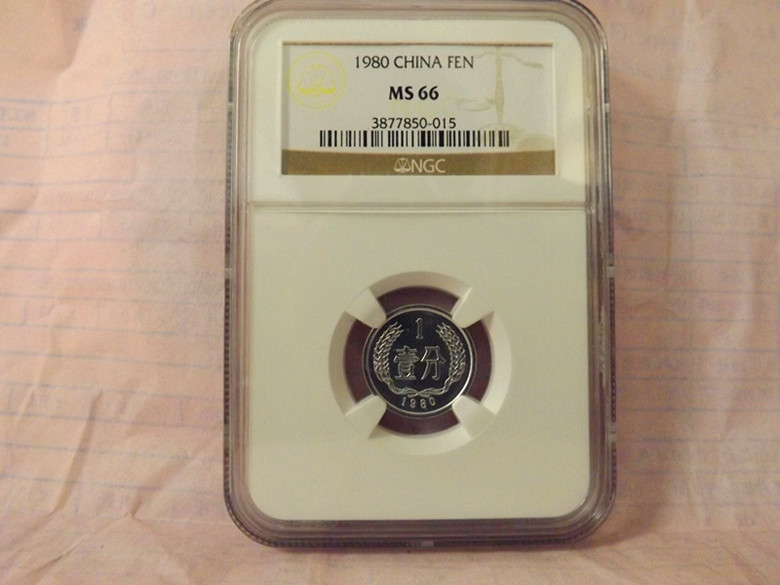 1980 CHINA FEN
MS 66
3877850-015
NGC
1
壹分
1980